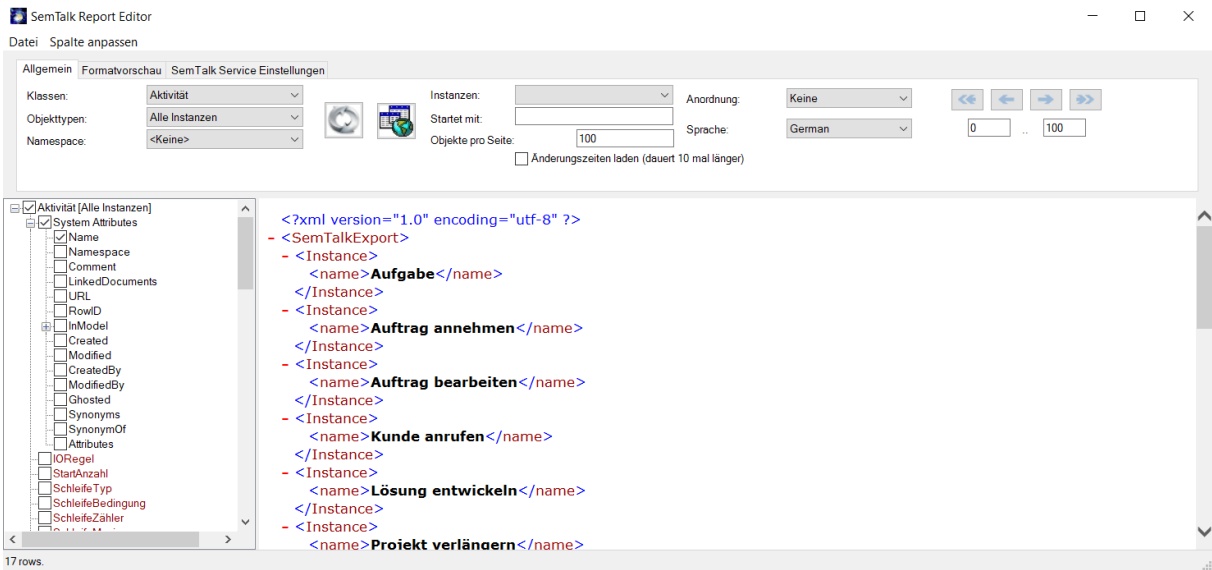 SemTalk Report Editor
Datei Spalte anpassen
Allgemein Formatvorschau SemTalk Service Einstellungen
Klassen: Aktivität Instanzen: Anordnung: Keine
Objekttypen: Alle Instanzen Startet mit: Sprache: German 0 .. 100
Namespace: <Keine> Objekte pro Seite: 100
Änderungszeiten laden (dauert 10 mal länger)
Aktivität [Alle Instanzen]
System Attributes
Name
Namespace
Comment
LinkedDocuments
URL
RowID
InModel
Created
Modified
CreatedBy
ModifiedBy
Ghosted
Synonyms
SynonymOf
Attributes
IORegel
StartAnzahl
SchleifeTyp
SchleifeBedingung
SchleifeZähler
<?xml version="1.0" encoding="utf-8" ?>
- <SemTalkExport>
- <Instance>
<name>Aufgabe</name>
</Instance>
- <Instance>
<name>Auftrag annehmen</name>
</Instance>
- <Instance>
<name>Auftrag bearbeiten</name>
</Instance>
- <Instance>
<name>Kunde anrufen</name>
</Instance>
- <Instance>
<name>Lösung entwickeln</name>
</Instance>
- <Instance>
<name>Projekt verlängern</name>
17 rows.